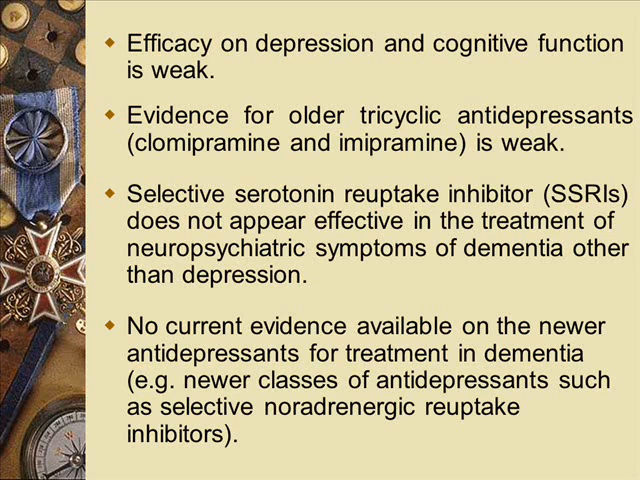 Efficacy on depression and cognitive function
is weak.
Evidence for older tricyclic antidepressants
(clomipramine and imipramine) is weak.
Selective serotonin reuptake inhibitor (SSRIs)
does not appear effective in the treatment of
neuropsychiatric symptoms of dementia other
than depression.
No current evidence available on the newer
antidepressants for treatment in dementia
(e.g. newer classes of antidepressants such
as selective noradrenergic reuptake
inhibitors).